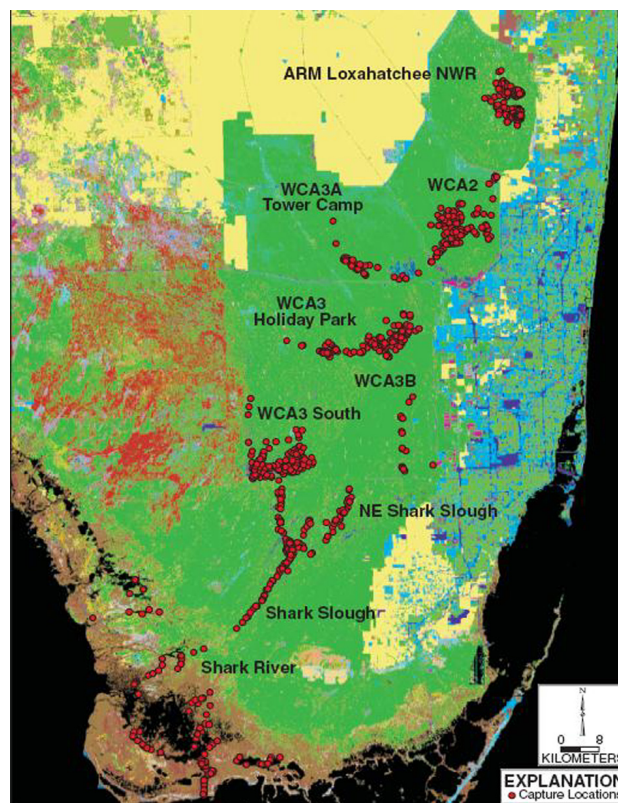 ARM Loxahatchee NWR
WCA3A
Tower Camp
WCA2
WCA3
Holiday Park
WCA3B
WCA3 South
NE Shark Slough
Shark Slough
Shark River
N
0 8
KILOMETERS
EXPLANATION
Capture Locations